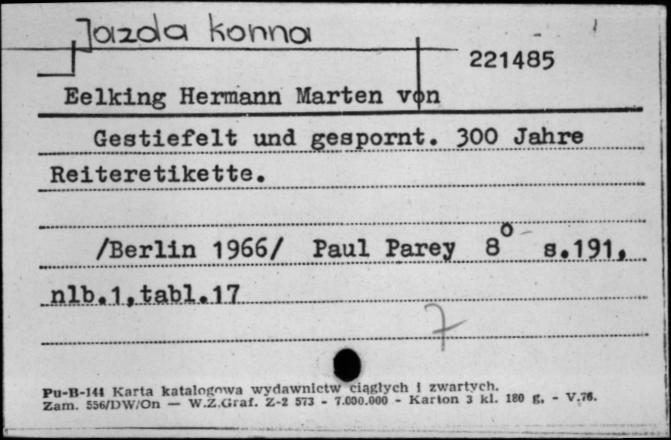 Jazda konna
221485
Eelking Hermann Marten von
Gestiefelt und gespornt. 300 Jahre
Reiteretikette.
/Berlin 1966/ Paul Parey 8° s.191,
nlb.1,tabl.17
7
Pu-B-144 Karta katalogowa wydawnictw ciągłych i zwartych.
Zam. 556/DW/On — W.Z.Graf. Z-2 573 - 7.000.000 - Karton 3 kl. 180 g. - V.76.